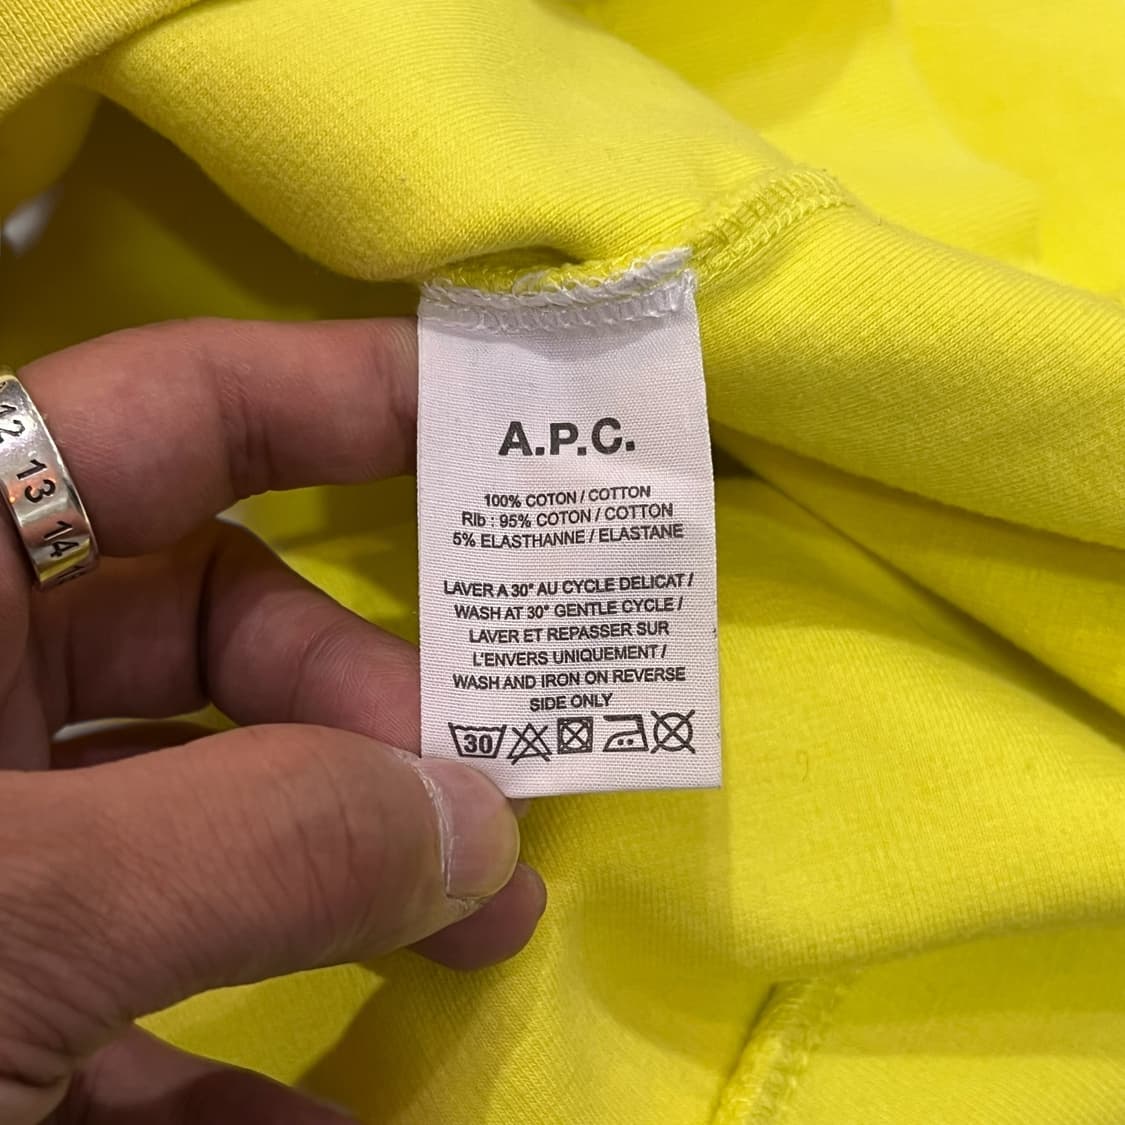 12
13
14
A.P.C.
100% COTON / COTTON
Rib : 95% COTON / COTTON
5% ELASTHANNE / ELASTANE
LAVER A 30° AU CYCLE DELICAT /
WASH AT 30° GENTLE CYCLE /
LAVER ET REPASSER SUR
L'ENVERS UNIQUEMENT /
WASH AND IRON ON REVERSE
SIDE ONLY
30